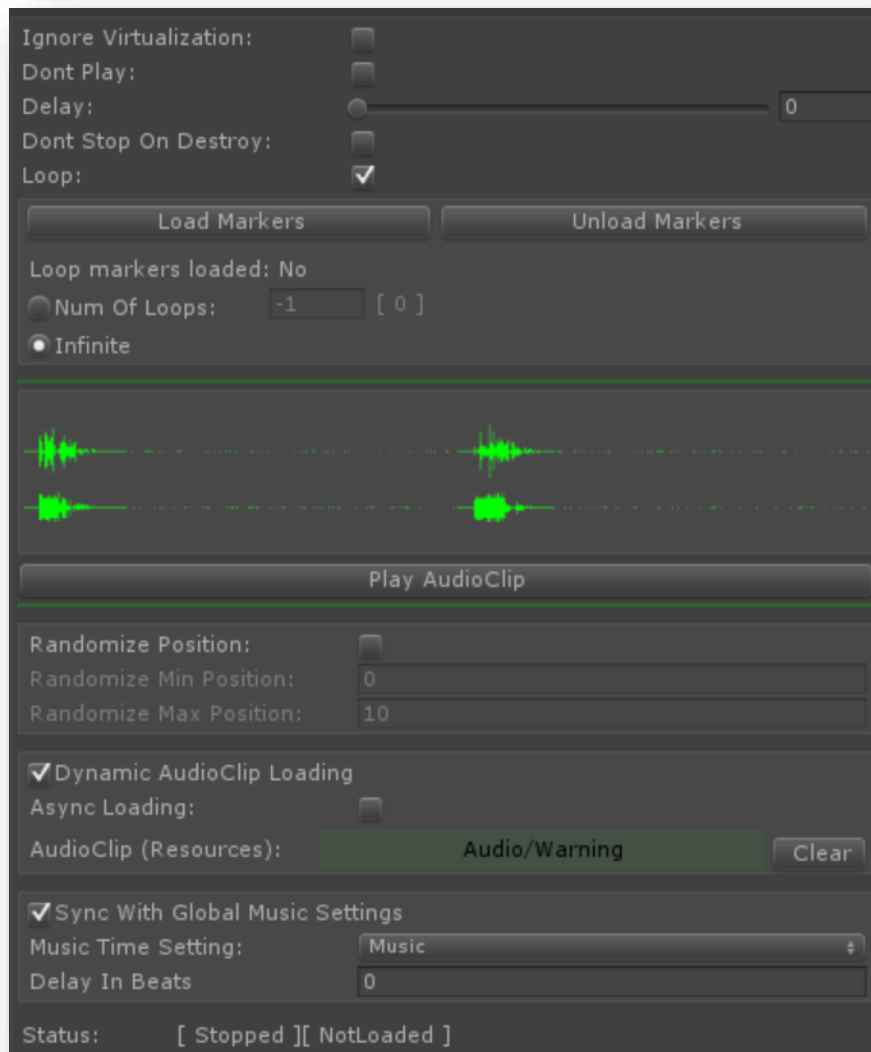 Ignore Virtualization:
Dont Play:
Delay: 0
Dont Stop On Destroy:
Loop:
Load Markers Unload Markers
Loop markers loaded: No
Num Of Loops: -1 [ 0 ]
Infinite
Play AudioClip
Randomize Position:
Randomize Min Position: 0
Randomize Max Position: 10
Dynamic AudioClip Loading
Async Loading:
AudioClip (Resources): Audio/Warning Clear
Sync With Global Music Settings
Music Time Setting: Music
Delay In Beats 0
Status: [ Stopped ][ NotLoaded ]